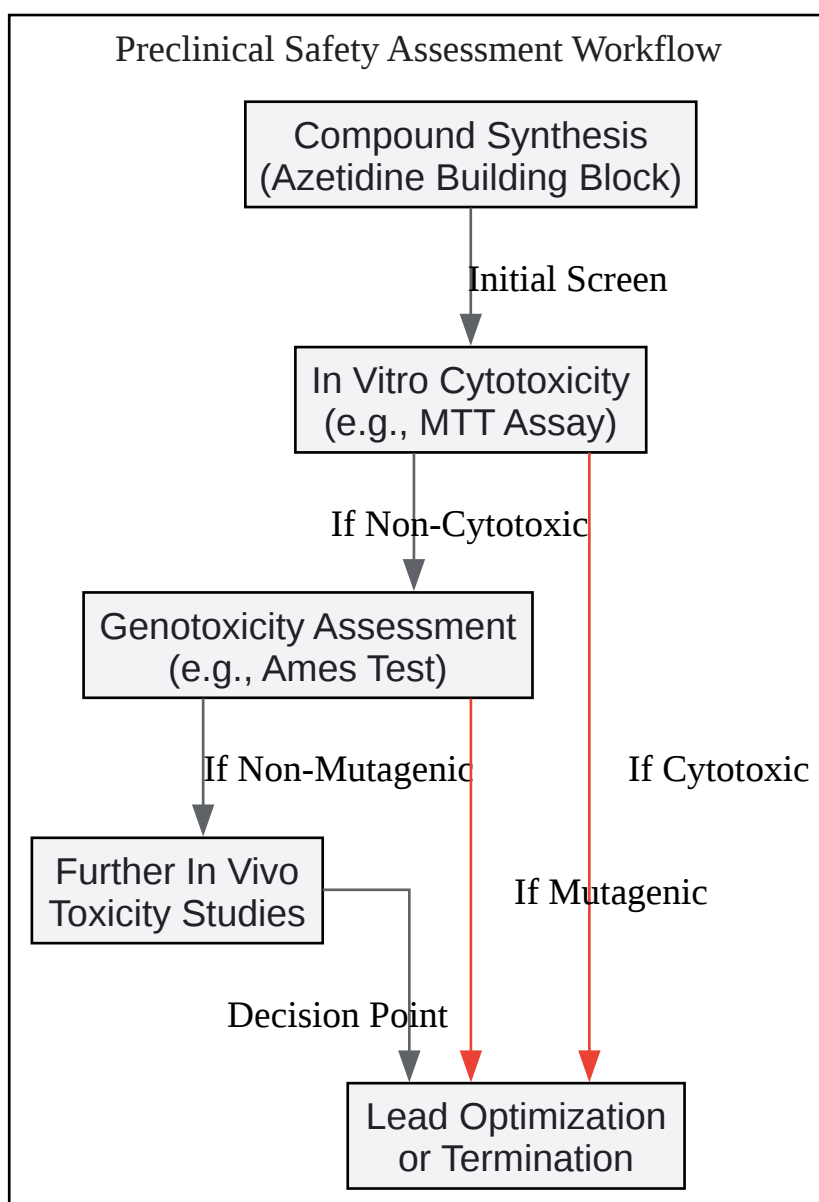 Preclinical Safety Assessment Workflow
Compound Synthesis
(Azetidine Building Block)
Initial Screen
In Vitro Cytotoxicity
(e.g., MTT Assay)
If Non-Cytotoxic
Genotoxicity Assessment
(e.g., Ames Test)
If Non-Mutagenic
If Cytotoxic
Further In Vivo
Toxicity Studies
If Mutagenic
Decision Point
Lead Optimization
or Termination